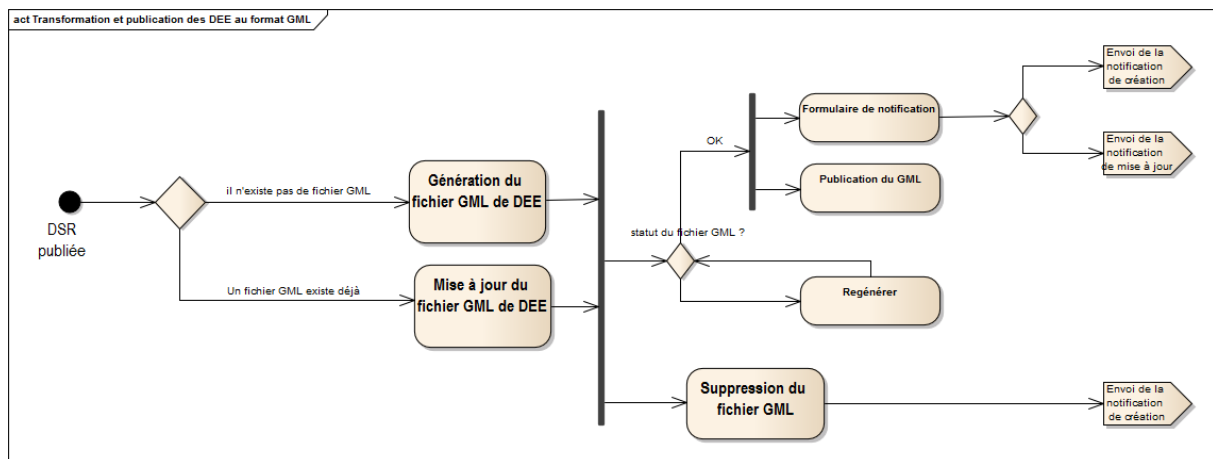 act Transformation et publication des DEE au format GML
Envoi de la
notification
de création
Formulaire de notification
OK
Envoi de la
notification
de mise à jour
Publication du GML
Génération du
fichier GML de DEE
il n'existe pas de fichier GML
DSR
publiée
statut du fichier GML ?
Mise à jour du
fichier GML de DEE
Un fichier GML existe déjà
Regénérer
Suppression du
fichier GML
Envoi de la
notification
de création